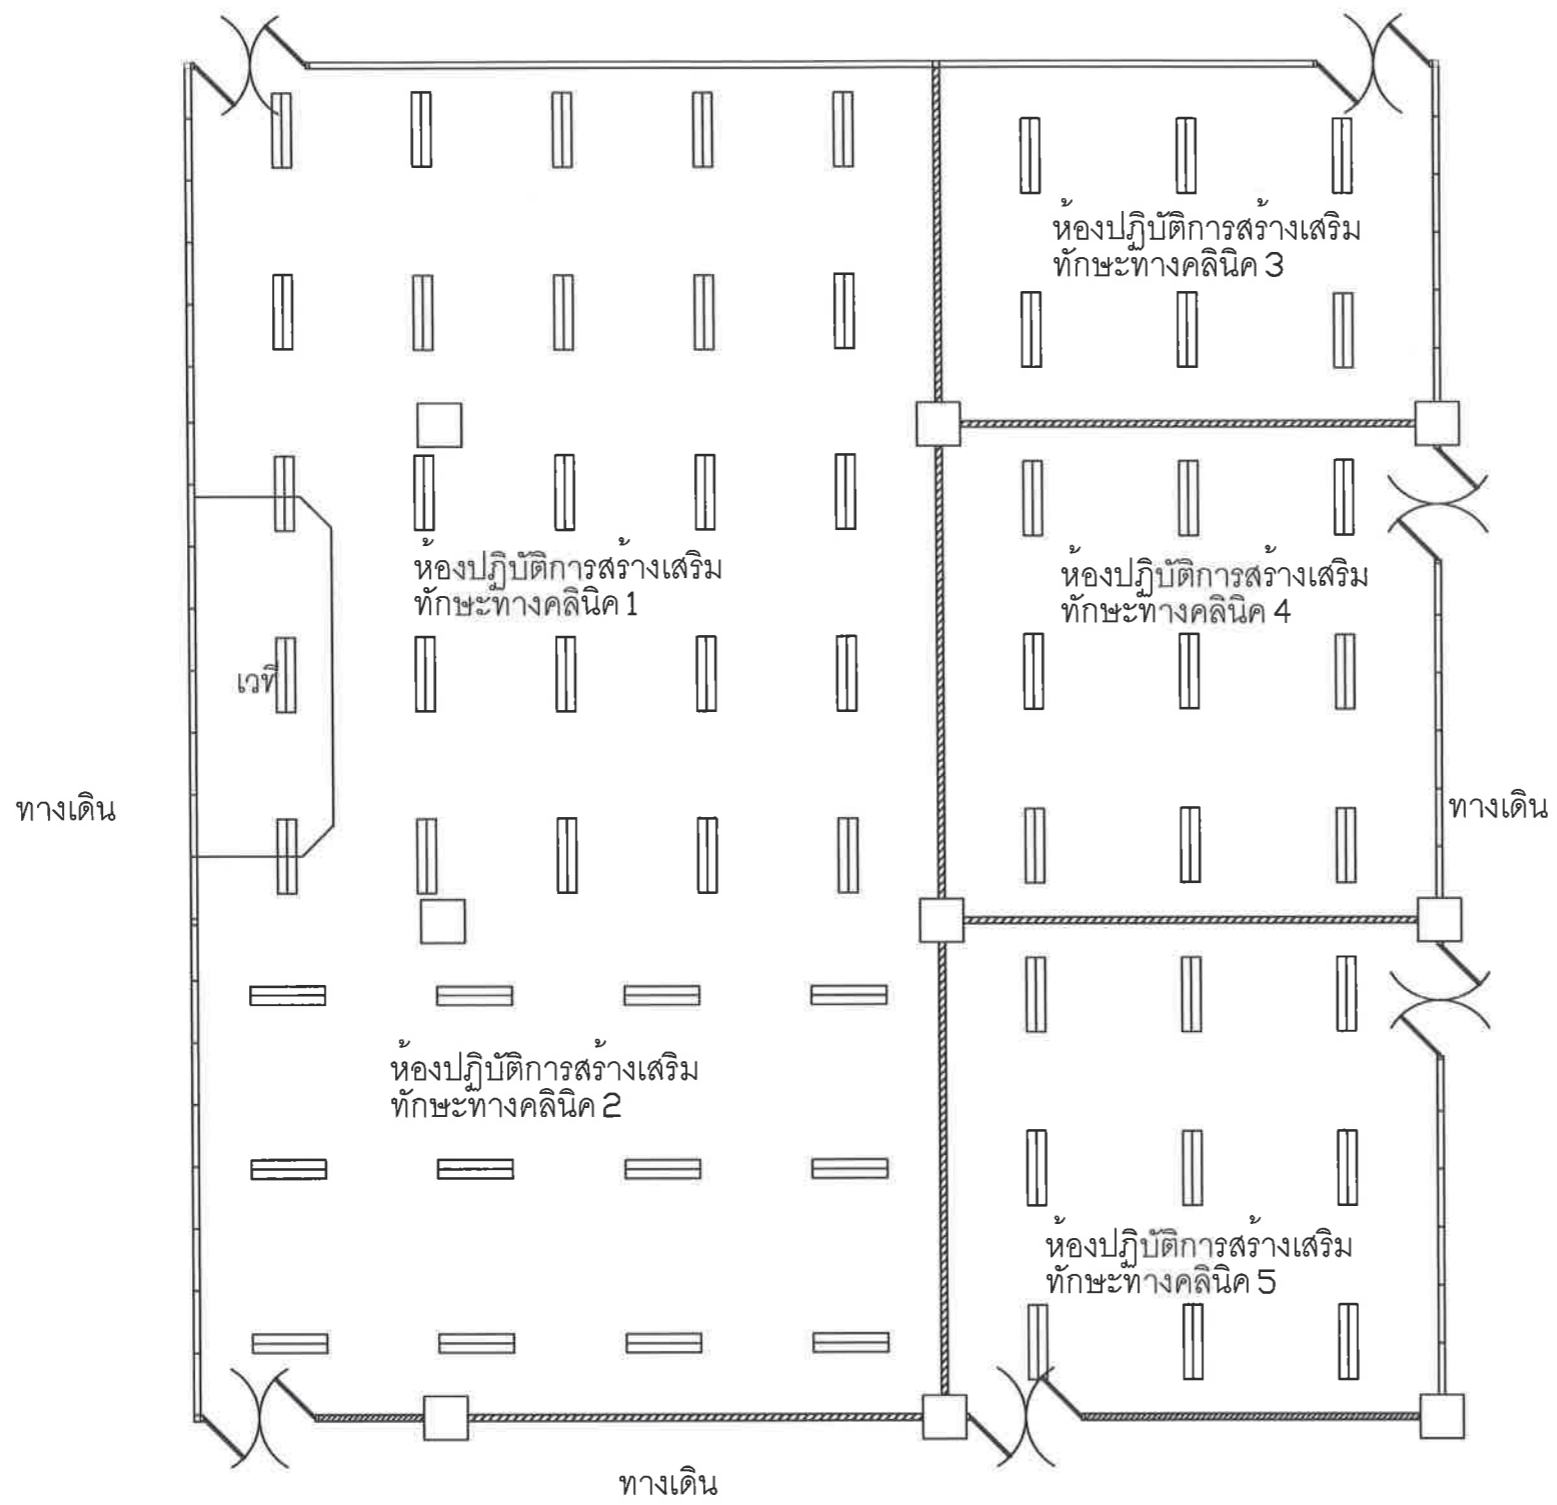 ห้องปฏิบัติการสร้างเสริม
ทักษะทางคลินิค 3
ห้องปฏิบัติการสร้างเสริม
ทักษะทางคลินิค 1
ห้องปฏิบัติการสร้างเสริม
ทักษะทางคลินิค 4
เวที
ทางเดิน
ทางเดิน
ห้องปฏิบัติการสร้างเสริม
ทักษะทางคลินิค 2
ห้องปฏิบัติการสร้างเสริม
ทักษะทางคลินิค 5
ทางเดิน